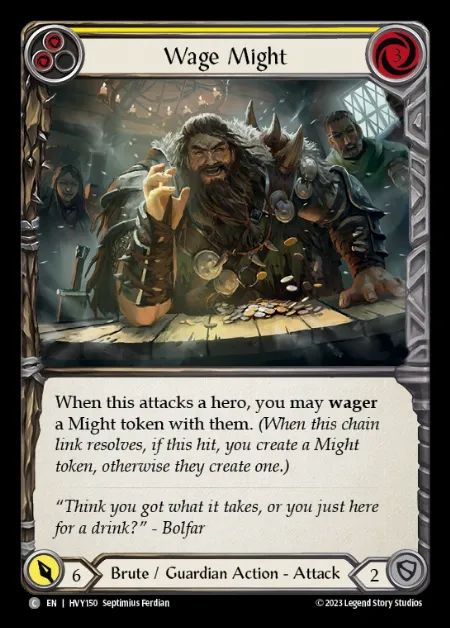 Wage Might
3
When this attacks a hero, you may wager
a Might token with them. (When this chain
link resolves, if this hit, you create a Might
token, otherwise they create one.)
“Think you got what it takes, or you just here
for a drink?” - Bolfar
6
Brute / Guardian Action - Attack
2
C EN | HVY150 Septimius Ferdian
© 2023 Legend Story Studios